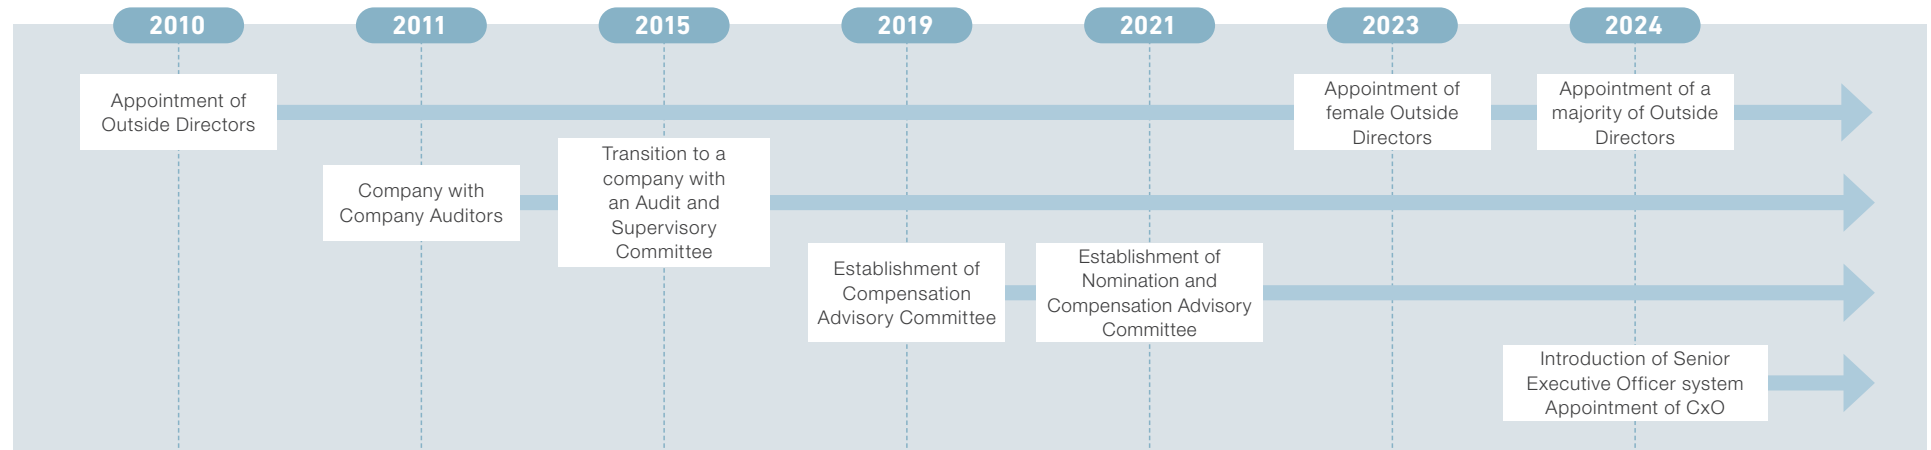 2010
2011
2015
2019
2021
2023
2024
Appointment of
Outside Directors
Appointment of
female Outside
Directors
Appointment of a
majority of Outside
Directors
Company with
Company Auditors
Transition to a
company with
an Audit and
Supervisory
Committee
Establishment of
Compensation
Advisory Committee
Establishment of
Nomination and
Compensation Advisory
Committee
Introduction of Senior
Executive Officer system
Appointment of CxO